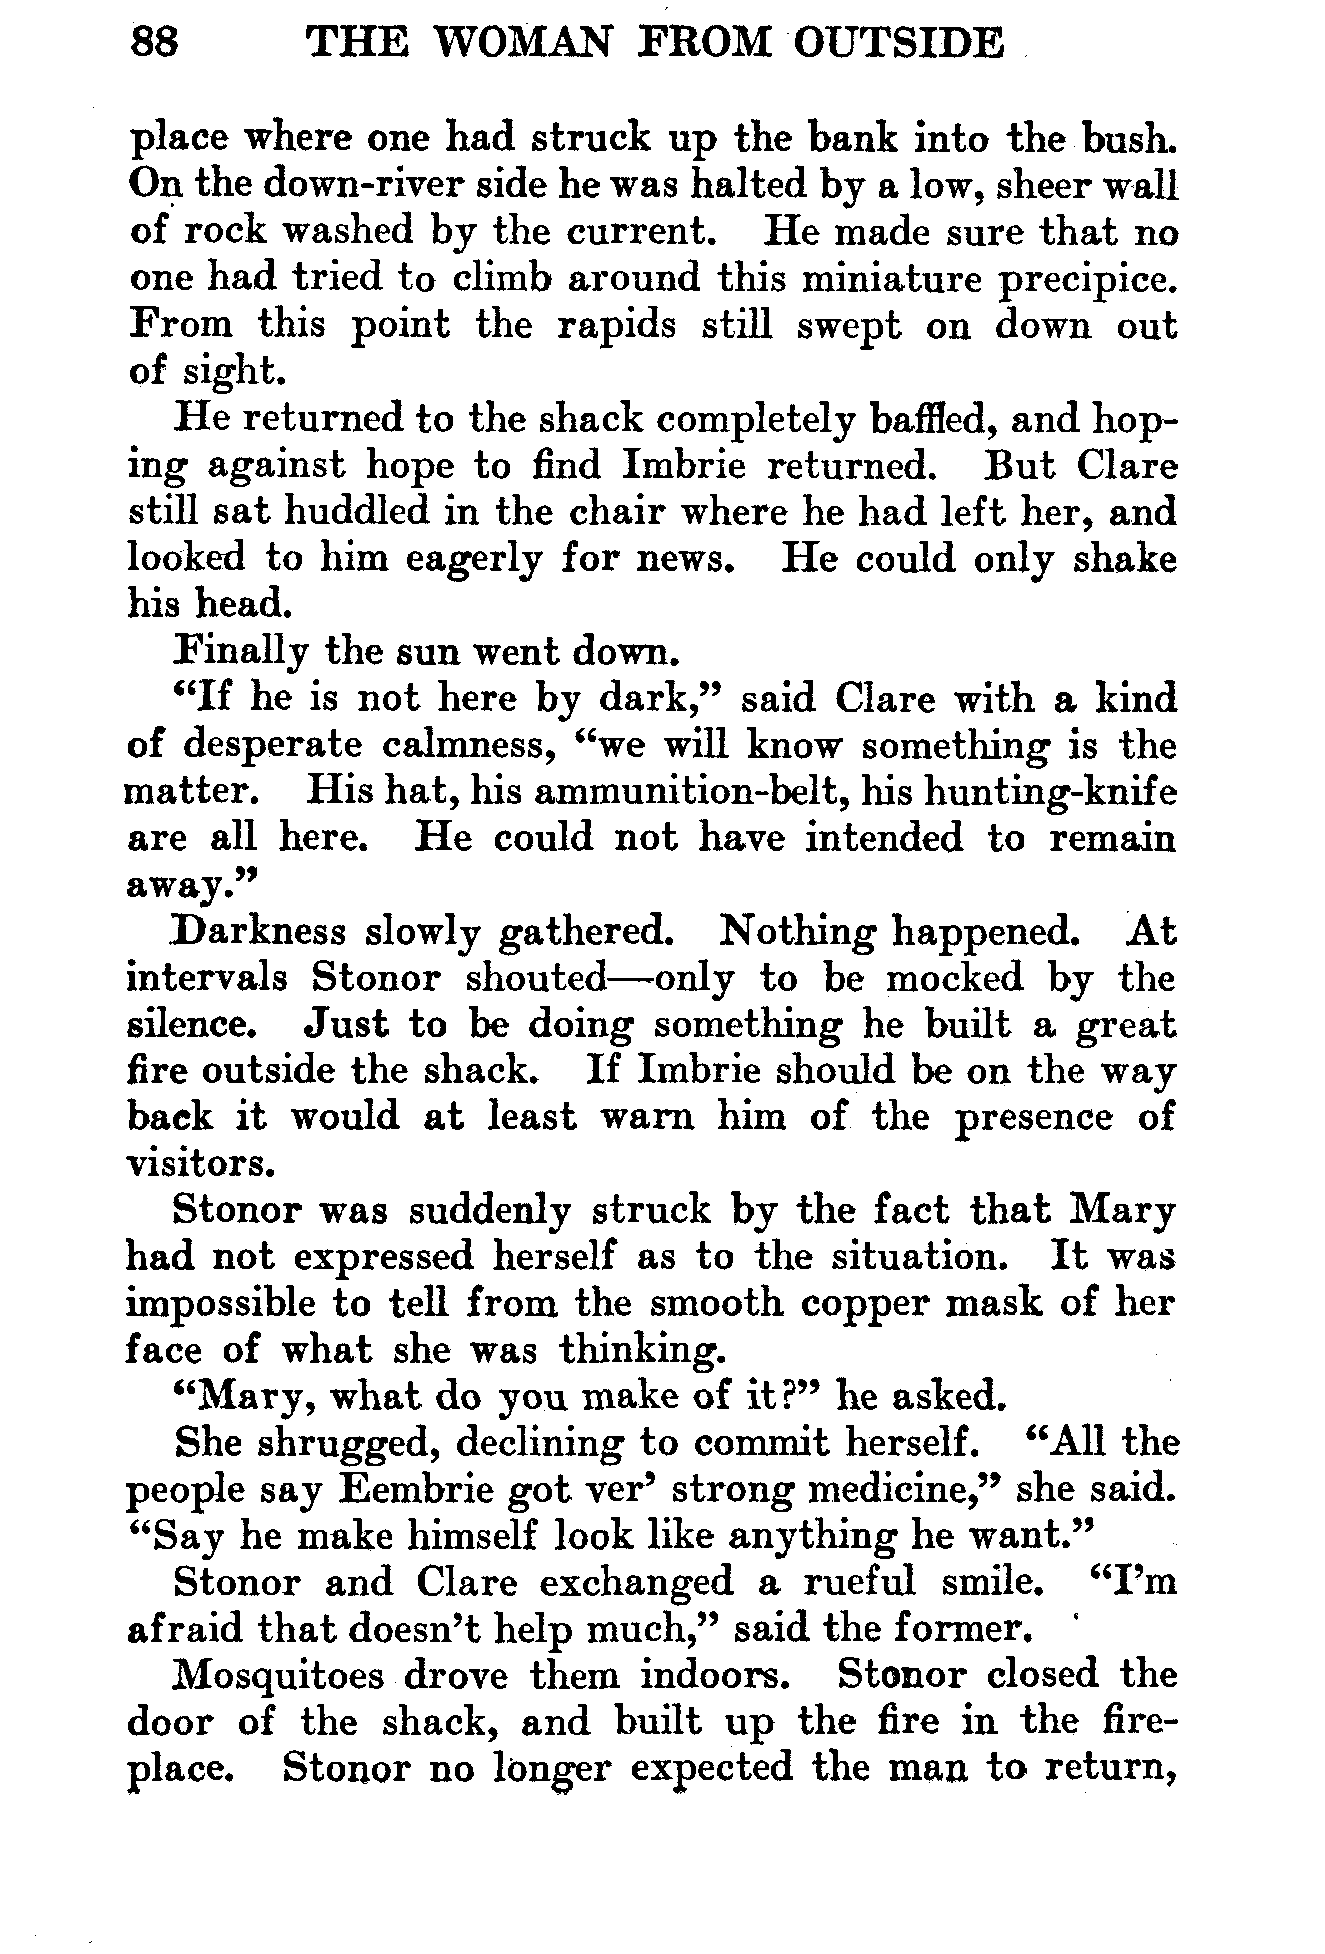 88 THE WOMAN FROM OUTSIDE
place where one had struck up the bank into the bush.
On the down-river side he was halted by a low, sheer wall
of rock washed by the current. He made sure that no
one had tried to climb around this miniature precipice.
From this point the rapids still swept on down out
of sight.
He returned to the shack completely baffled, and hop-
ing against hope to find Imbrie returned. But Clare
still sat huddled in the chair where he had left her, and
looked to him eagerly for news. He could only shake
his head.
Finally the sun went down.
“If he is not here by dark,” said Clare with a kind
of desperate calmness, “we will know something is the
matter. His hat, his ammunition-belt, his hunting-knife
are all here. He could not have intended to remain
away.”
Darkness slowly gathered. Nothing happened. At
intervals Stonor shouted—only to be mocked by the
silence. Just to be doing something he built a great
fire outside the shack. If Imbrie should be on the way
back it would at least warn him of the presence of
visitors.
Stonor was suddenly struck by the fact that Mary
had not expressed herself as to the situation. It was
impossible to tell from the smooth copper mask of her
face of what she was thinking.
“Mary, what do you make of it?” he asked.
She shrugged, declining to commit herself. “All the
people say Eembrie got ver’ strong medicine,” she said.
“Say he make himself look like anything he want.”
Stonor and Clare exchanged a rueful smile. “I’m
afraid that doesn’t help much,” said the former.
Mosquitoes drove them indoors. Stonor closed the
door of the shack, and built up the fire in the fire-
place. Stonor no longer expected the man to return,